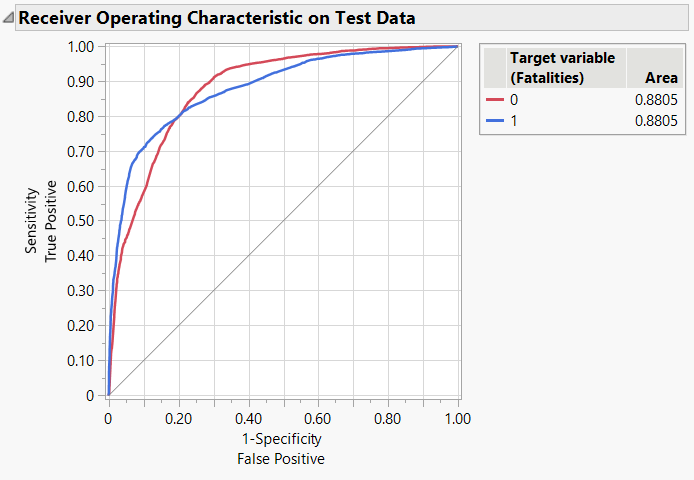 Receiver Operating Characteristic on Test Data
1.00
0.90
0.80
0.70
0.60
0.50
0.40
0.30
0.20
0.10
0
Sensitivity
True Positive
0 0.20 0.40 0.60 0.80 1.00
1-Specificity
False Positive
Target variable
(Fatalities) Area
0 0.8805
1 0.8805